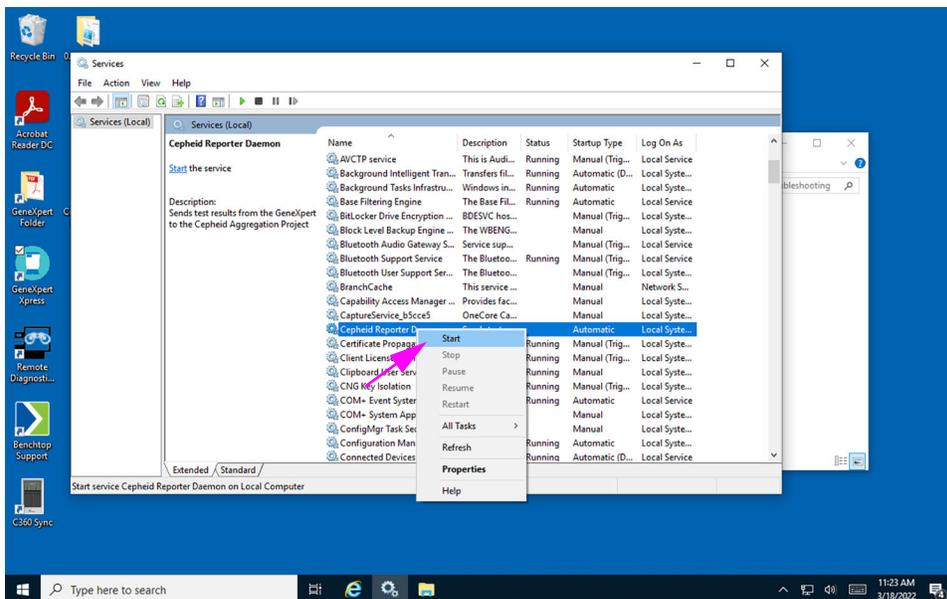 Recycle Bin
Acrobat
Reader DC
GeneXpert
Folder
GeneXpert
Xpress
Remote
Diagnosti...
Benchtop
Support
C360 Sync
Services
File Action View Help
Services (Local)
Services (Local)
Cepheid Reporter Daemon
Start the service
Description:
Sends test results from the GeneXpert
to the Cepheid Aggregation Project
Name Description Status Startup Type Log On As
AVCTP service This is Audi... Running Manual (Trig... Local Service
Background Intelligent Tran... Transfers fil... Running Automatic (D... Local Syste...
Background Tasks Infrastru... Windows in... Running Automatic Local Syste...
Base Filtering Engine The Base Fil... Running Automatic Local Service
BitLocker Drive Encryption ... BDESVC hos... Manual (Trig... Local Syste...
Block Level Backup Engine ... The WBENG... Manual Local Syste...
Bluetooth Audio Gateway S... Service sup... Manual (Trig... Local Service
Bluetooth Support Service The Bluetoo... Running Manual (Trig... Local Service
Bluetooth User Support Ser... The Bluetoo... Manual (Trig... Local Syste...
BranchCache This service ... Manual Network S...
Capability Access Manager ... Provides fac... Manual Local Syste...
CaptureService_b5cce5 OneCore Ca... Manual Local Syste...
Cepheid Reporter D Automatic Local Syste...
Certificate Propaga Running Manual (Trig... Local Syste...
Client Licens Running Manual (Trig... Local Syste...
Clipboard User Serv Running Manual Local Syste...
CNG Key Isolation Running Manual (Trig... Local Syste...
COM+ Event Syster Running Automatic Local Service
COM+ System App Manual Local Syste...
ConfigMgr Task Sec Manual Local Syste...
Configuration Man Running Automatic Local Syste...
Connected Devices Running Automatic (D... Local Service
Start
Stop
Pause
Resume
Restart
All Tasks
Refresh
Properties
Help
Extended Standard
Start service Cepheid Reporter Daemon on Local Computer
ubleshooting
Type here to search
11:23 AM
3/18/2022
4